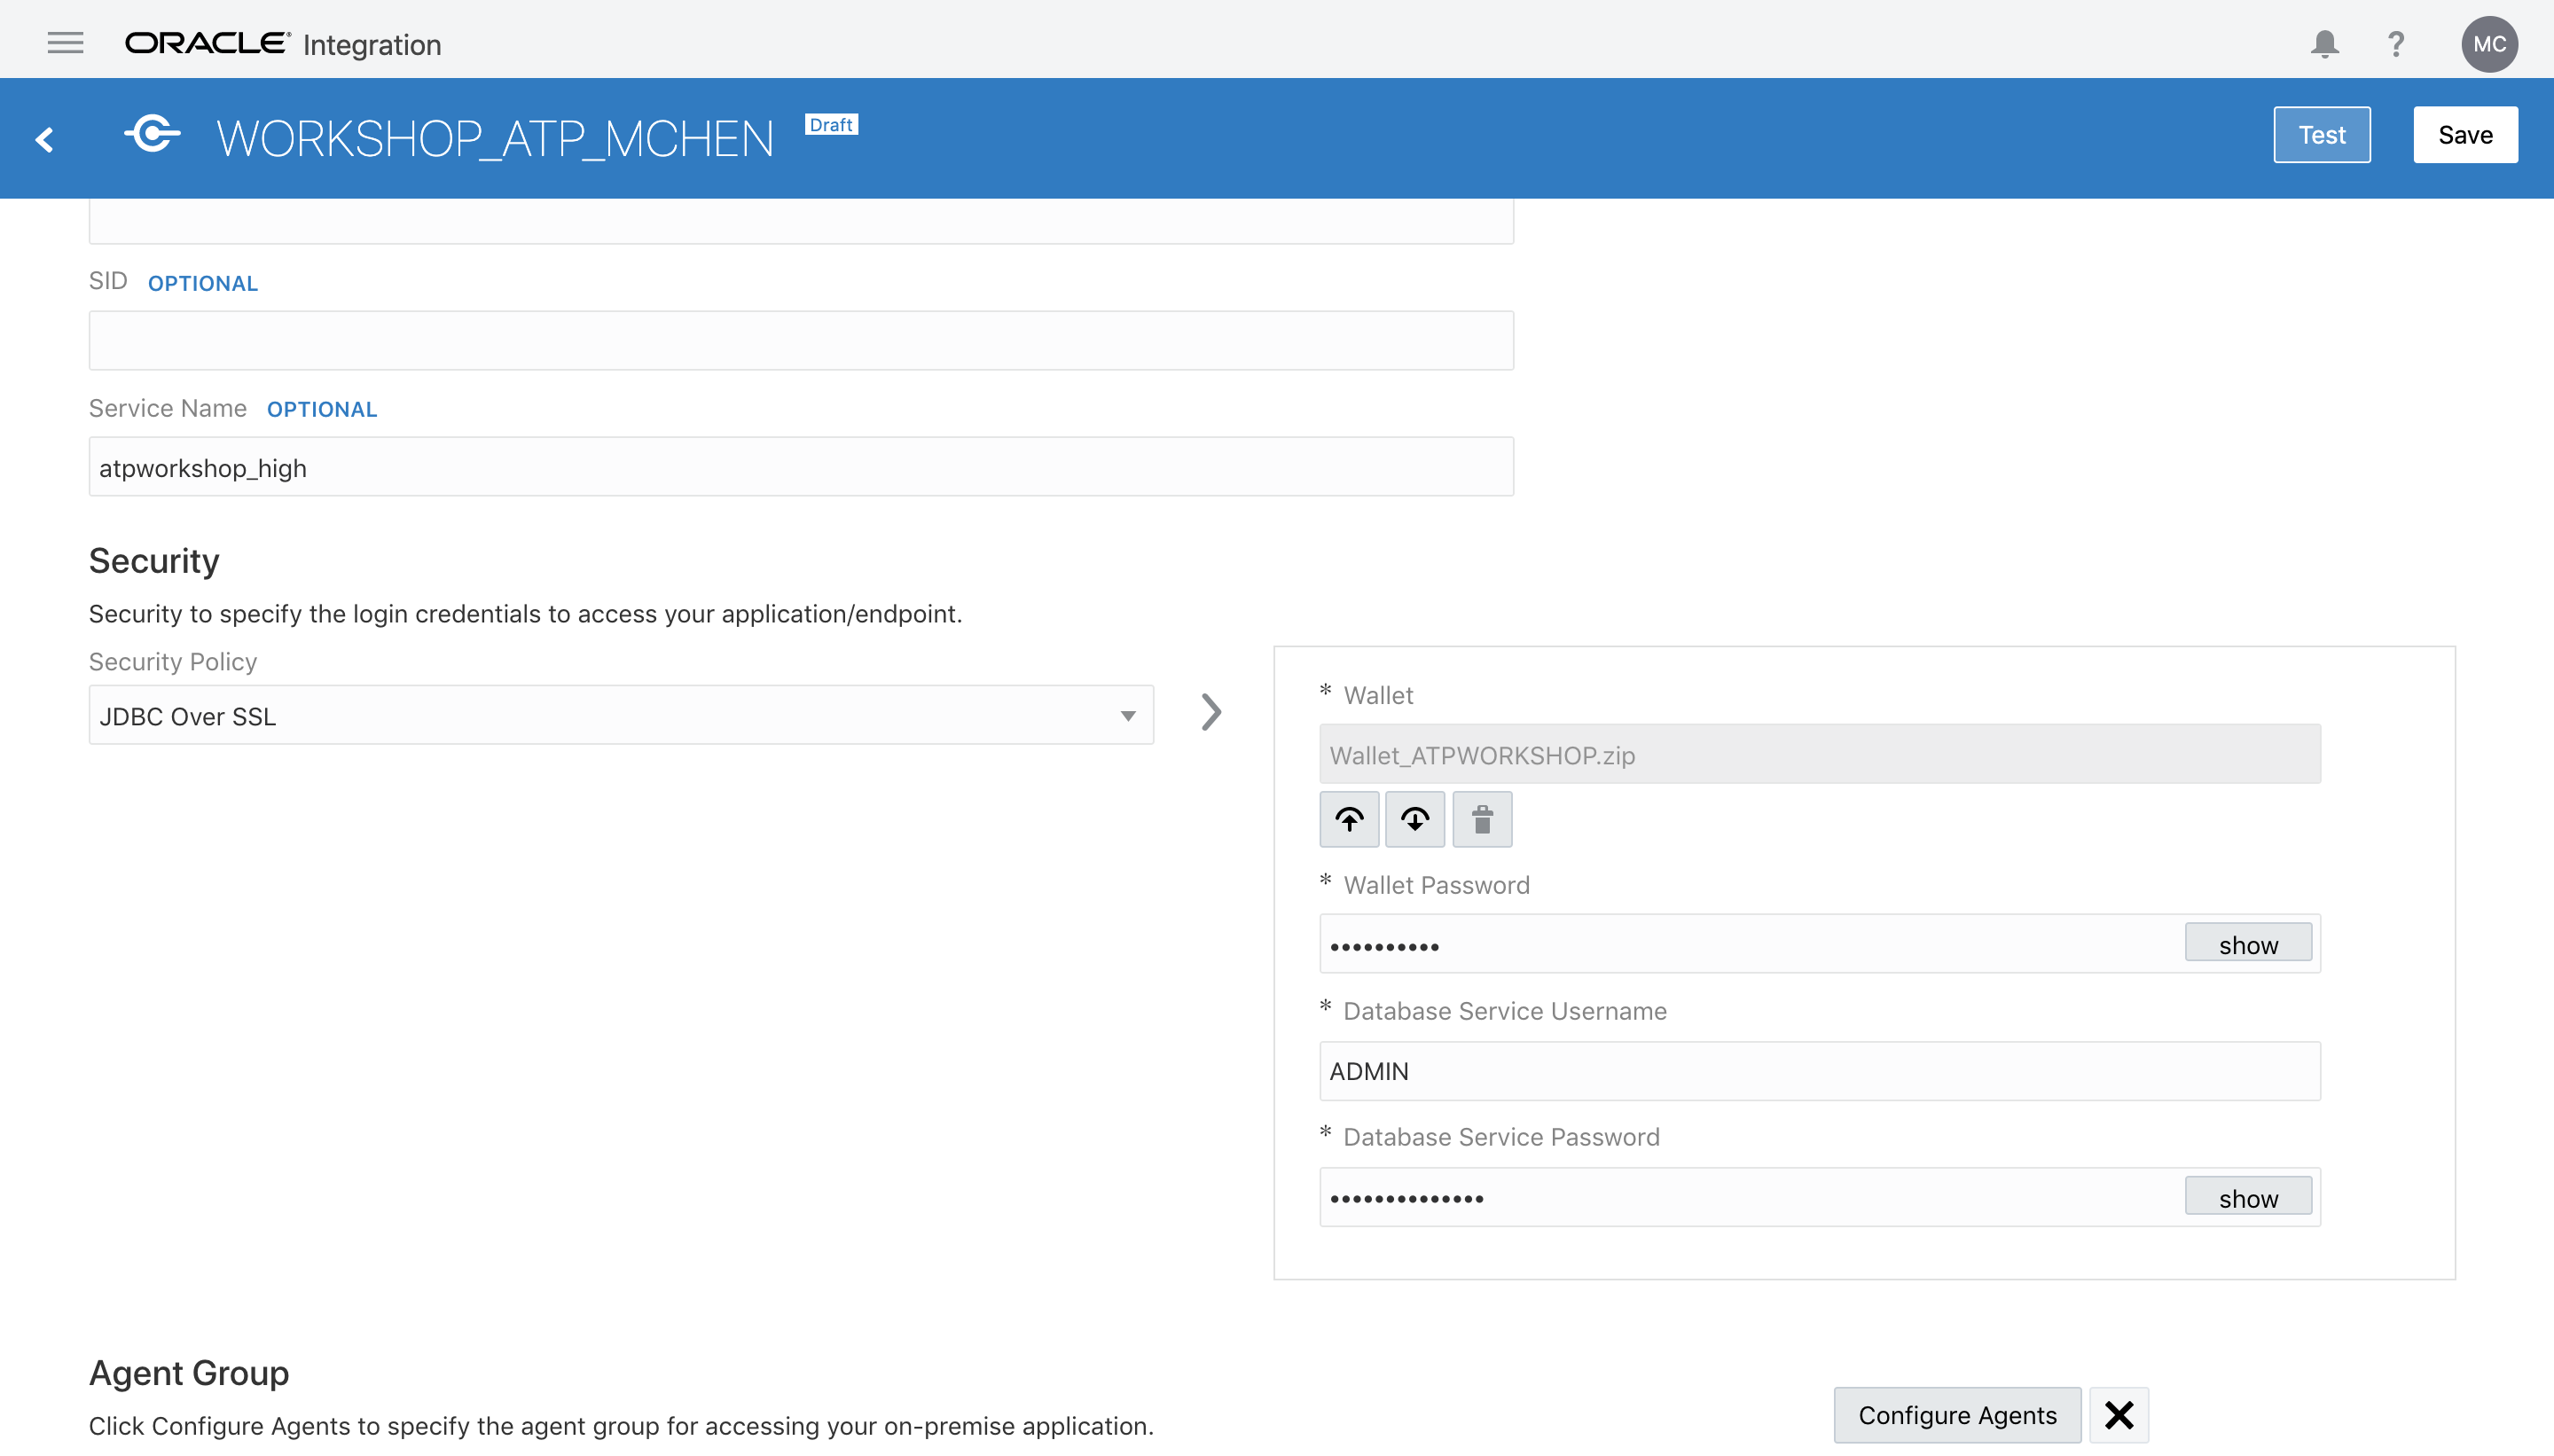 ORACLE® Integration
? MC
WORKSHOP_ATP_MCHEN Draft Test Save
SID OPTIONAL
Service Name OPTIONAL
atpworkshop_high
Security
Security to specify the login credentials to access your application/endpoint.
Security Policy
JDBC Over SSL
* Wallet
Wallet_ATPWORKSHOP.zip
* Wallet Password
•••••••••• show
* Database Service Username
ADMIN
* Database Service Password
•••••••••••••• show
Agent Group
Click Configure Agents to specify the agent group for accessing your on-premise application.
Configure Agents